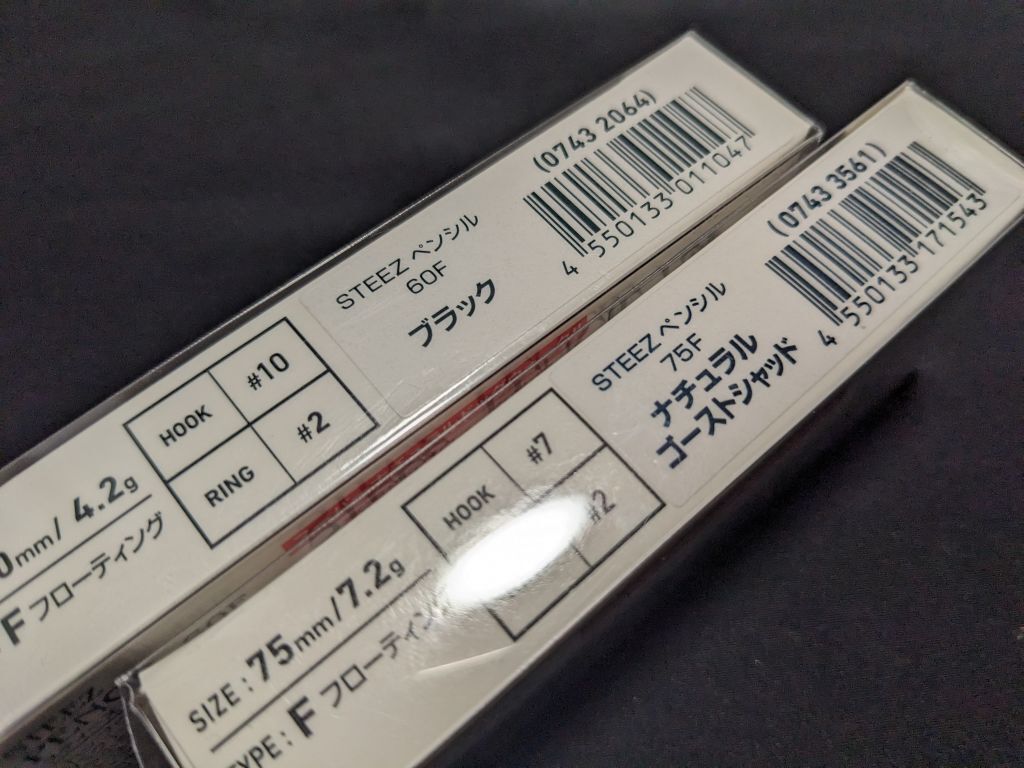 (0743 2064)
4 550133 011047
STEEZ ペンシル
60F
ブラック
HOOK #10
RING #2
0mm/ 4.2g
F フローティング
(0743 3561)
4 550133 171543
STEEZ ペンシル
75F
ナチュラル
ゴーストシャッド
HOOK #7
#2
SIZE : 75mm/7.2g
TYPE : F フローティング